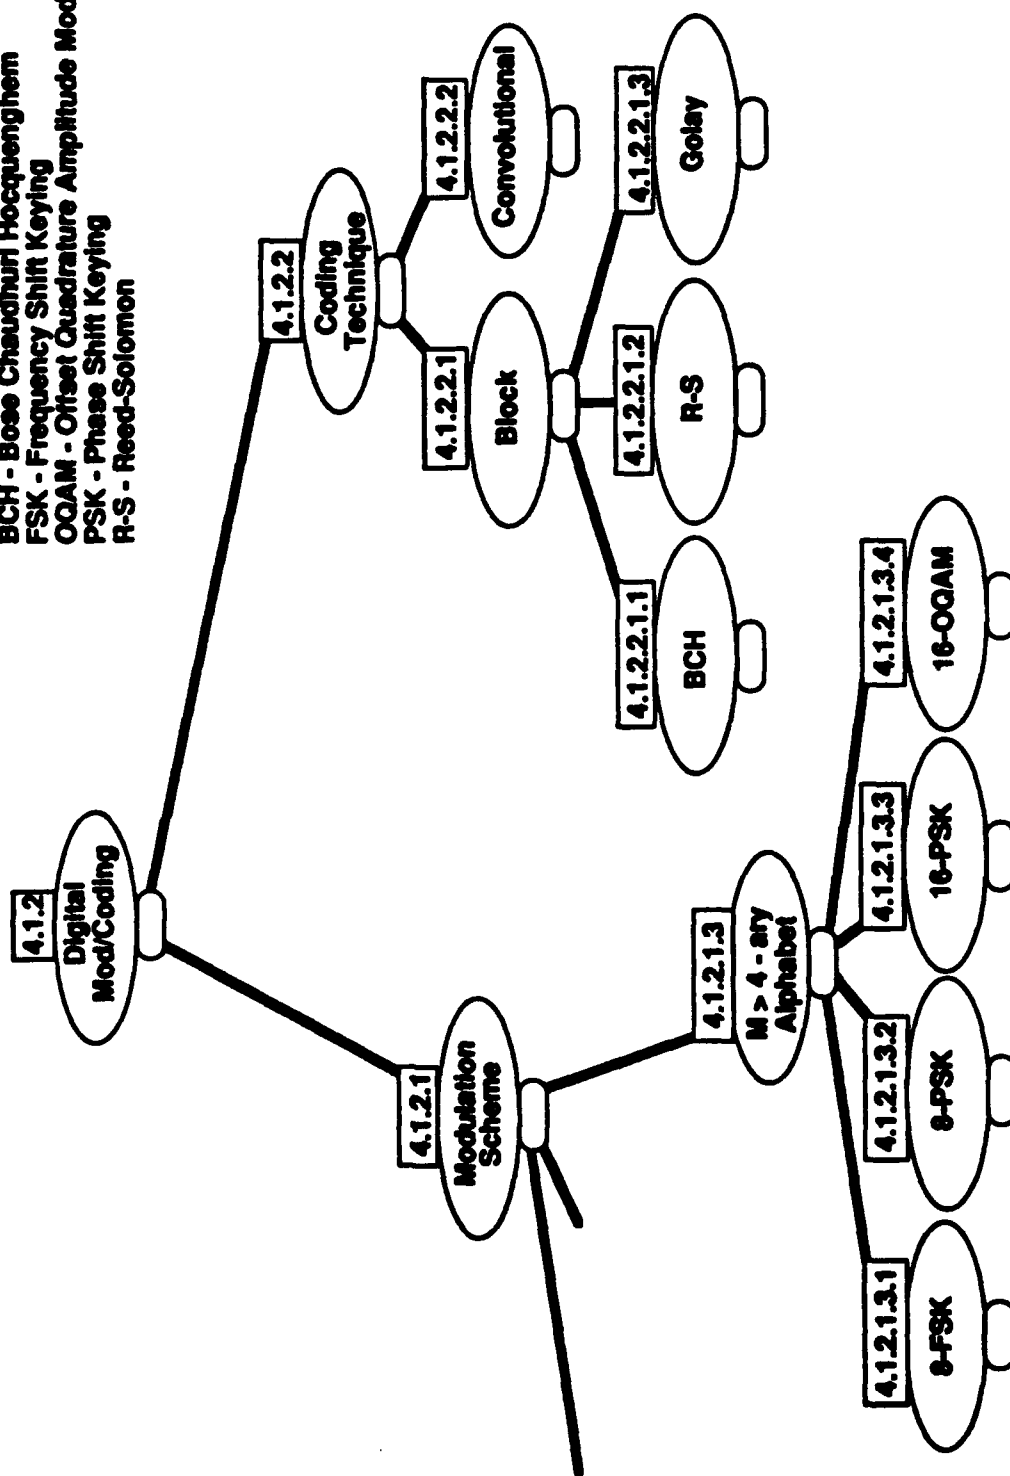 BCH - Bose Chaudhuri Hocquenghem
FSK - Frequency Shift Keying
OQAM - Offset Quadrature Amplitude Mod
PSK - Phase Shift Keying
R-S - Reed-Solomon
4.1.2
Digital
Mod/Coding
4.1.2.1
Modulation
Scheme
4.1.2.2
Coding
Technique
4.1.2.2.1
Block
4.1.2.2.2
Convolutional
4.1.2.2.1.1
BCH
4.1.2.2.1.2
R-S
4.1.2.2.1.3
Golay
4.1.2.1.3
M > 4 - ary
Alphabet
4.1.2.1.3.1
8-FSK
4.1.2.1.3.2
8-PSK
4.1.2.1.3.3
16-PSK
4.1.2.1.3.4
16-OQAM